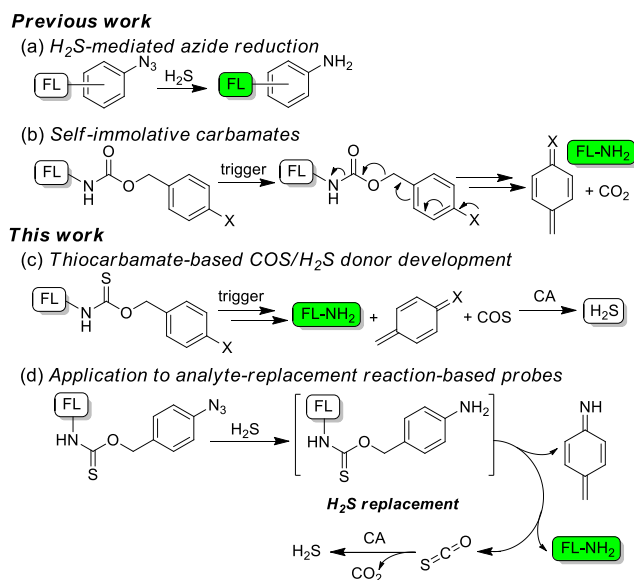 Previous work
(a) H2S-mediated azide reduction
FL N3 H2S FL NH2
(b) Self-immolative carbamates
FL N H O O X trigger FL N H O O X X FL-NH2 + CO2
This work
(c) Thiocarbamate-based COS/H2S donor development
FL N H S O X trigger FL-NH2 + X + COS CA H2S
(d) Application to analyte-replacement reaction-based probes
FL HN S O N3 H2S FL HN S O NH2 NH
H2S replacement
H2S CA CO2 S C O FL-NH2